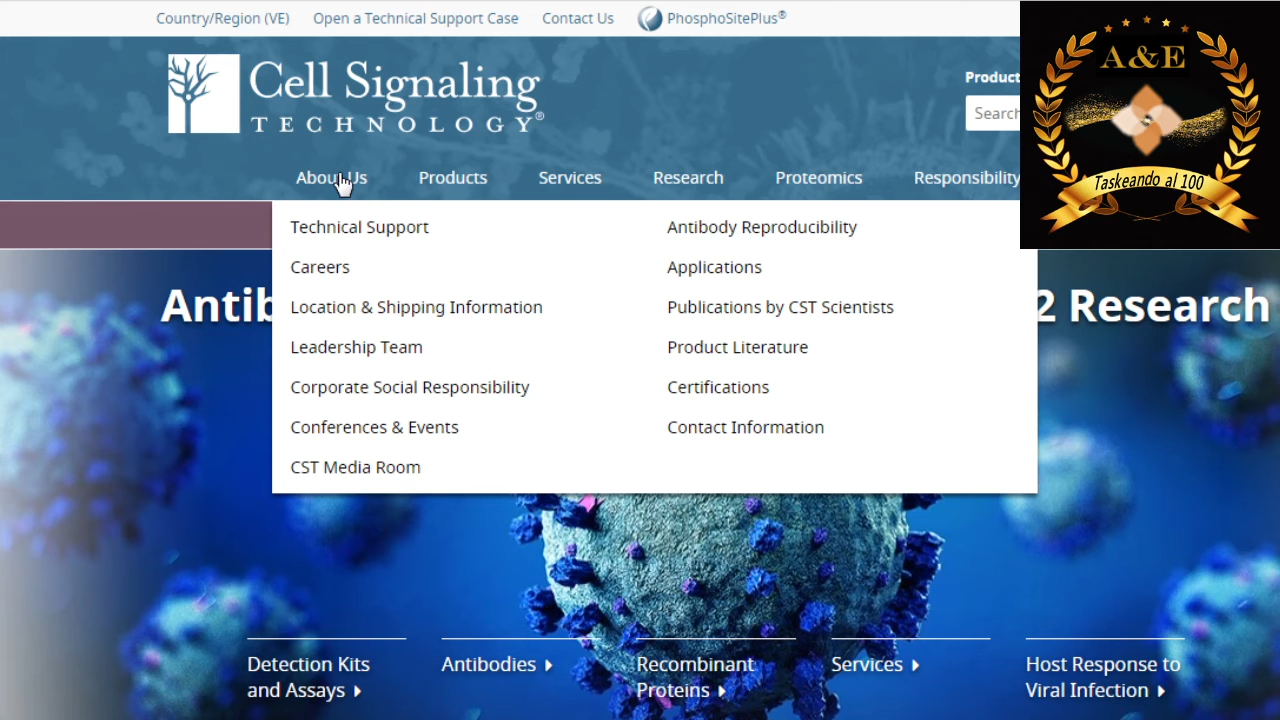 Country/Region (VE) Open a Technical Support Case Contact Us PhosphoSitePlus®
A&E
Taskeando al 100
Cell Signaling
TECHNOLOGY®
Product
Search
About Us Products Services Research Proteomics Responsibility
Technical Support
Careers
Location & Shipping Information
Leadership Team
Corporate Social Responsibility
Conferences & Events
CST Media Room
Antibody Reproducibility
Applications
Publications by CST Scientists
Product Literature
Certifications
Contact Information
Antib 2 Research
Detection Kits
and Assays
Antibodies
Recombinant
Proteins
Services
Host Response to
Viral Infection